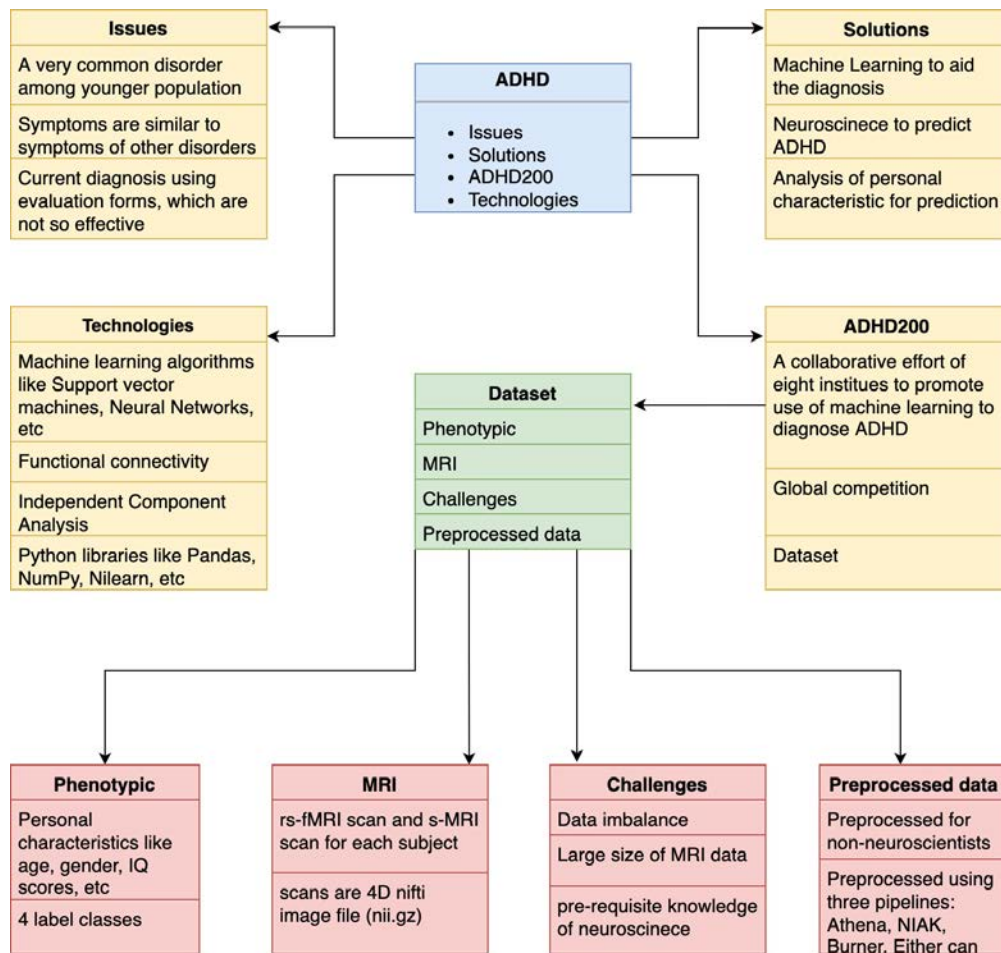 Issues
A very common disorder
among younger population
Symptoms are similar to
symptoms of other disorders
Current diagnosis using
evaluation forms, which are
not so effective
ADHD
• Issues
• Solutions
• ADHD200
• Technologies
Solutions
Machine Learning to aid
the diagnosis
Neuroscinece to predict
ADHD
Analysis of personal
characteristic for prediction
Technologies
Machine learning algorithms
like Support vector
machines, Neural Networks,
etc
Functional connectivity
Independent Component
Analysis
Python libraries like Pandas,
NumPy, Nilearn, etc
Dataset
Phenotypic
MRI
Challenges
Preprocessed data
ADHD200
A collaborative effort of
eight institues to promote
use of machine learning to
diagnose ADHD
Global competition
Dataset
Phenotypic
Personal
characteristics like
age, gender, IQ
scores, etc
4 label classes
MRI
rs-fMRI scan and s-MRI
scan for each subject
scans are 4D nifti
image file (nii.gz)
Challenges
Data imbalance
Large size of MRI data
pre-requisite knowledge
of neuroscinece
Preprocessed data
Preprocessed for
non-neuroscientists
Preprocessed using
three pipelines:
Athena, NIAK,
Burner. Either can